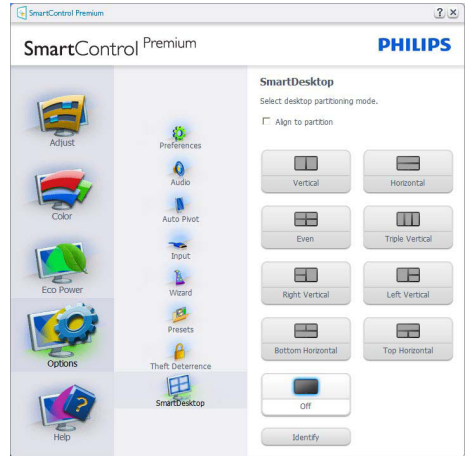 SmartControl Premium
SmartControl Premium
PHILIPS
Adjust
Color
Eco Power
Options
Help
Preferences
Audio
Auto Pivot
Input
Wizard
Presets
Theft Deterrence
SmartDesktop
SmartDesktop
Select desktop partitioning mode.
Align to partition
Vertical
Horizontal
Even
Triple Vertical
Right Vertical
Left Vertical
Bottom Horizontal
Top Horizontal
Off
Identify